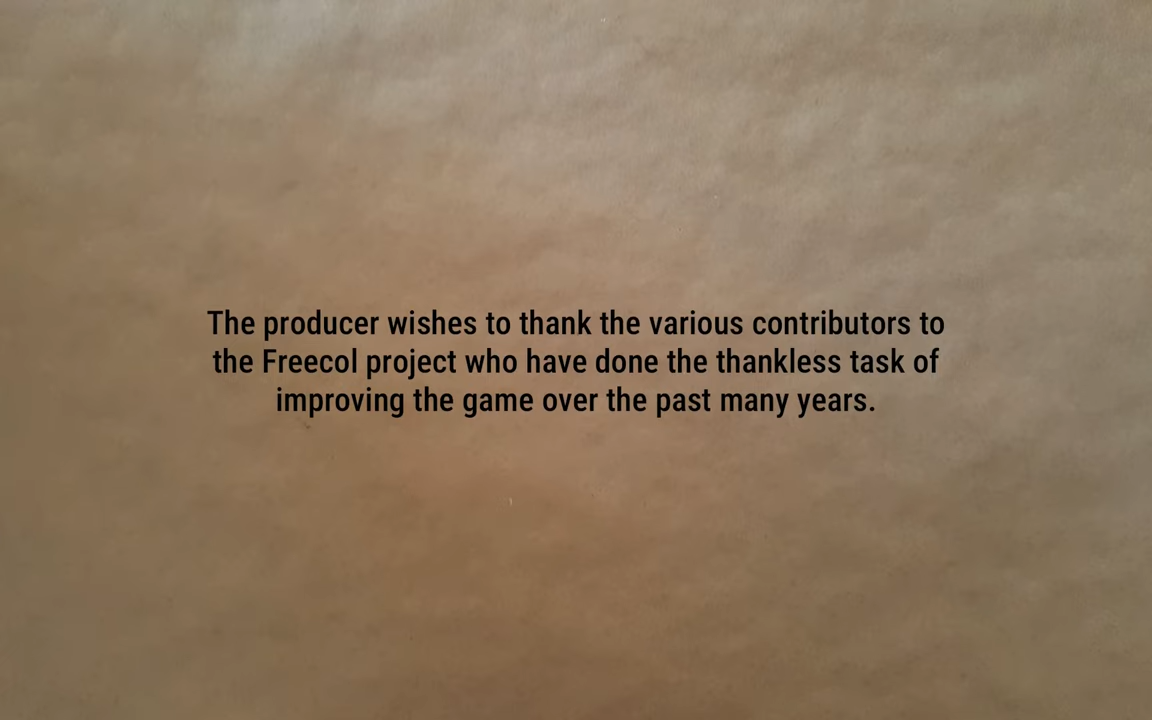 The producer wishes to thank the various contributors to
the Freecol project who have done the thankless task of
improving the game over the past many years.